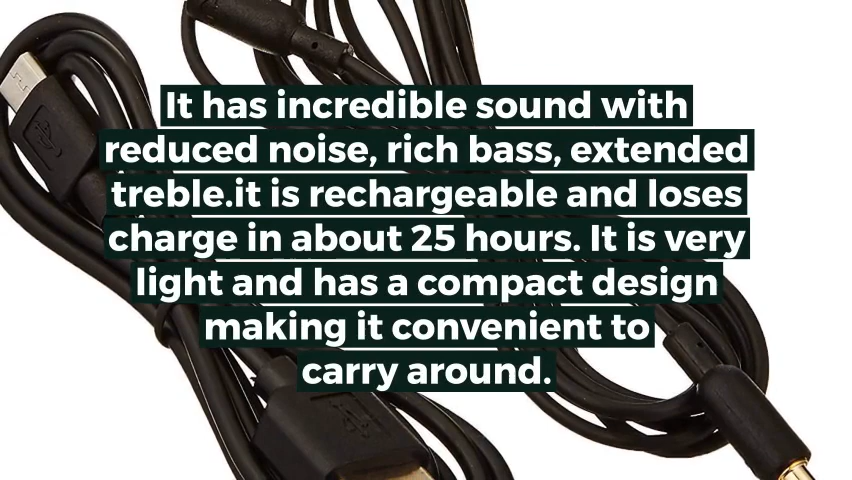 It has incredible sound with
reduced noise, rich bass, extended
treble.it is rechargeable and loses
charge in about 25 hours. It is very
light and has a compact design
making it convenient to
carry around.